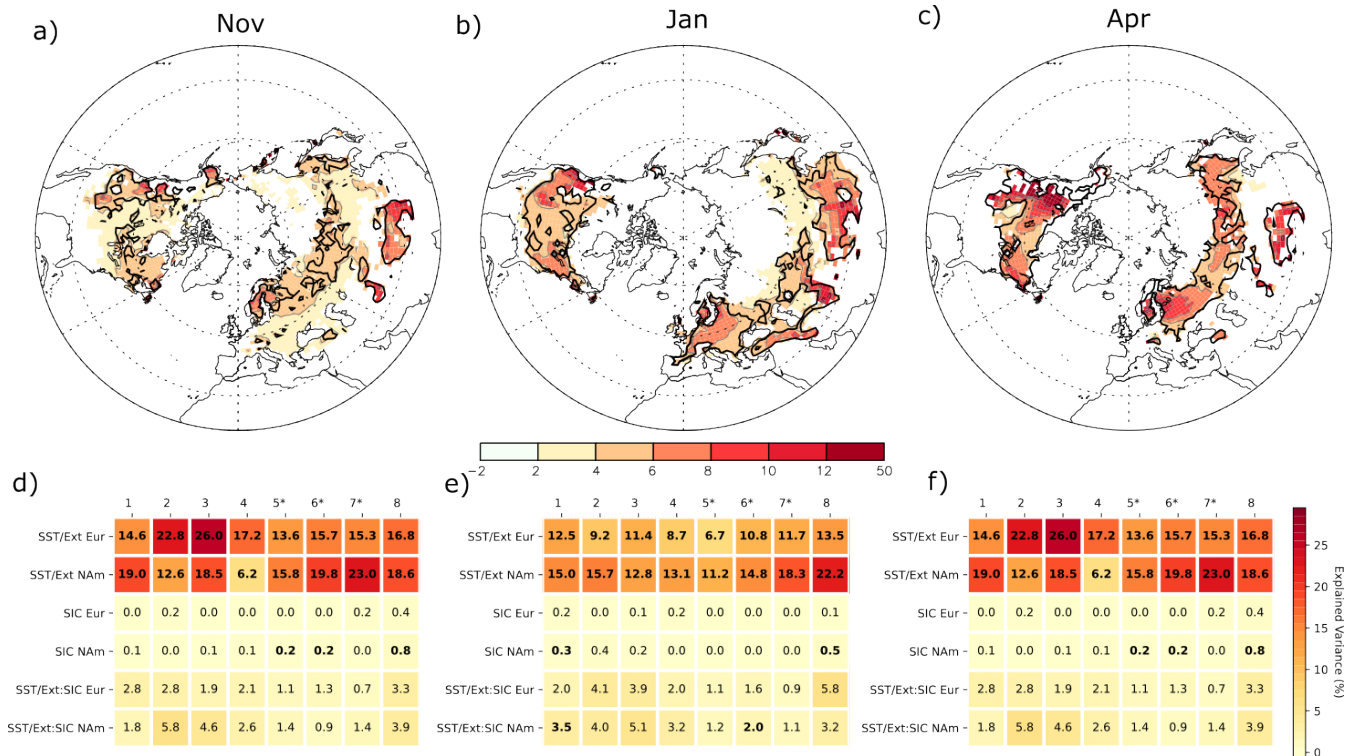 a) Nov b) Jan c) Apr
−2 2 4 6 8 10 12 50
d) e) f)
1 2 3 4 5* 6* 7* 8
SST/Ext Eur 14.6 22.8 26.0 17.2 13.6 15.7 15.3 16.8
SST/Ext NAm 19.0 12.6 18.5 6.2 15.8 19.8 23.0 18.6
SIC Eur 0.0 0.2 0.0 0.0 0.0 0.0 0.2 0.4
SIC NAm 0.1 0.0 0.1 0.1 0.2 0.2 0.0 0.8
SST/Ext:SIC Eur 2.8 2.8 1.9 2.1 1.1 1.3 0.7 3.3
SST/Ext:SIC NAm 1.8 5.8 4.6 2.6 1.4 0.9 1.4 3.9
1 2 3 4 5* 6* 7* 8
SST/Ext Eur 12.5 9.2 11.4 8.7 6.7 10.8 11.7 13.5
SST/Ext NAm 15.0 15.7 12.8 13.1 11.2 14.8 18.3 22.2
SIC Eur 0.2 0.0 0.1 0.2 0.0 0.0 0.0 0.1
SIC NAm 0.3 0.4 0.2 0.0 0.0 0.0 0.0 0.5
SST/Ext:SIC Eur 2.0 4.1 3.9 2.0 1.1 1.6 0.9 5.8
SST/Ext:SIC NAm 3.5 4.0 5.1 3.2 1.2 2.0 1.1 3.2
1 2 3 4 5* 6* 7* 8
SST/Ext Eur 14.6 22.8 26.0 17.2 13.6 15.7 15.3 16.8
SST/Ext NAm 19.0 12.6 18.5 6.2 15.8 19.8 23.0 18.6
SIC Eur 0.0 0.2 0.0 0.0 0.0 0.0 0.2 0.4
SIC NAm 0.1 0.0 0.1 0.1 0.2 0.2 0.0 0.8
SST/Ext:SIC Eur 2.8 2.8 1.9 2.1 1.1 1.3 0.7 3.3
SST/Ext:SIC NAm 1.8 5.8 4.6 2.6 1.4 0.9 1.4 3.9
25
20
15
10
5
0
Explained Variance (%)